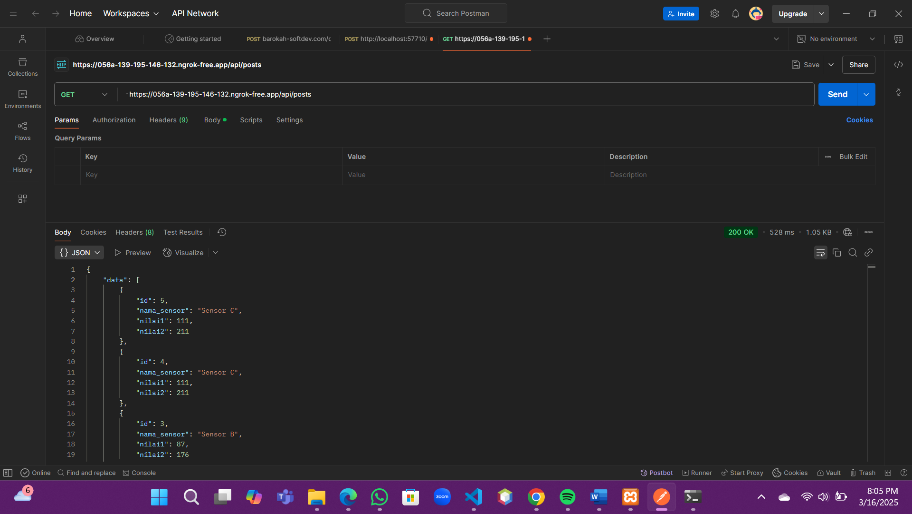 Home Workspaces API Network Search Postman Invite Upgrade
Overview Getting started POST barokah-softdev.com/c POST http://localhost:57710/ GET https://056a-139-195-1 No environment
https://056a-139-195-146-132.ngrok-free.app/api/posts Save Share
GET https://056a-139-195-146-132.ngrok-free.app/api/posts Send
Params Authorization Headers (9) Body Scripts Settings Cookies
Query Params
Key Value Description Bulk Edit
Key Value Description
Collections
Environments
Flows
History
Body Cookies Headers (8) Test Results 200 OK 528 ms 1.05 KB
{} JSON Preview Visualize
1 {
2 "data": [
3 {
4 "id": 5,
5 "nama_sensor": "Sensor C",
6 "nilai1": 111,
7 "nilai2": 211
8 },
9 {
10 "id": 4,
11 "nama_sensor": "Sensor C",
12 "nilai1": 111,
13 "nilai2": 211
14 },
15 {
16 "id": 3,
17 "nama_sensor": "Sensor B",
18 "nilai1": 87,
19 "nilai2": 176
Online Find and replace Console Postbot Runner Start Proxy Cookies Vault Trash
6 zoom 8:05 PM
3/16/2025